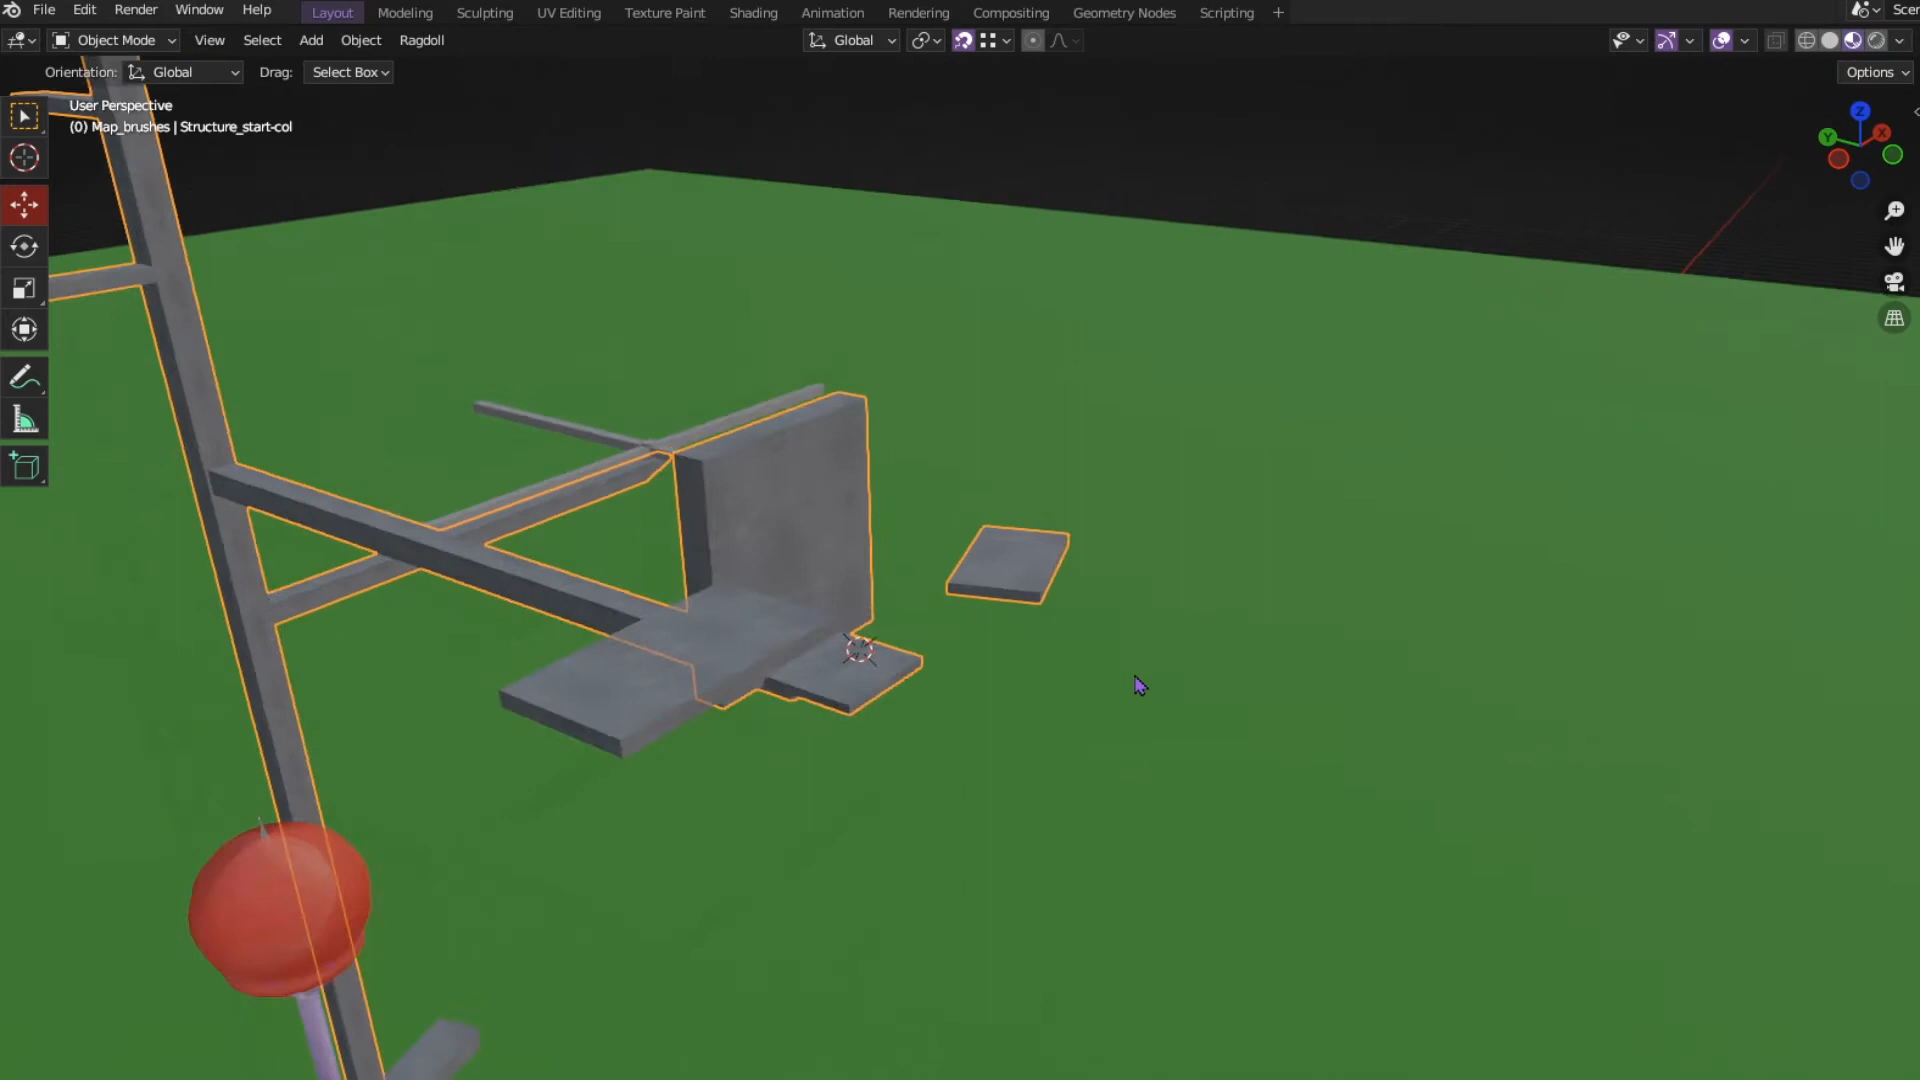 File Edit Render Window Help Layout Modeling Sculpting UV Editing Texture Paint Shading Animation Rendering Compositing Geometry Nodes Scripting + Scer
Object Mode View Select Add Object Ragdoll Global
Orientation: Global Drag: Select Box Options
User Perspective
(0) Map_brushes | Structure_start-col
Z
Y X